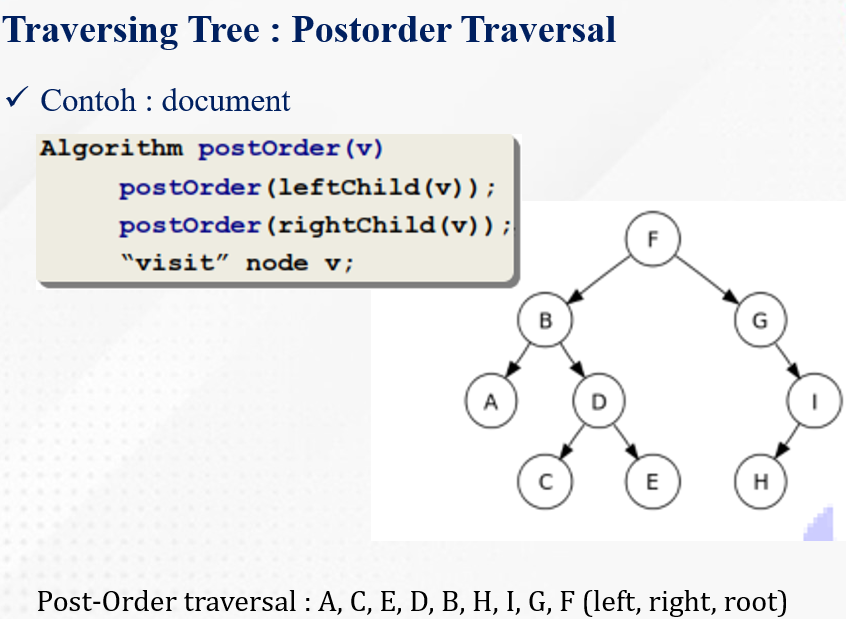 Traversing Tree : Postorder Traversal
✓ Contoh : document
Algorithm postOrder(v)
postOrder(leftChild(v));
postOrder(rightChild(v));
“visit” node v;
F
B G
A D I
C E H
Post-Order traversal : A, C, E, D, B, H, I, G, F (left, right, root)